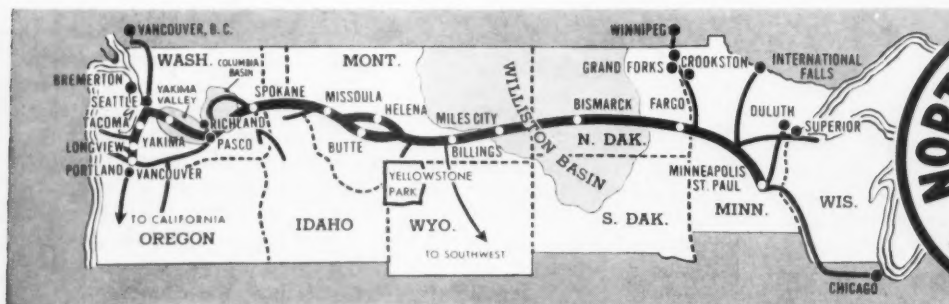 VANCOUVER, B.C.
WINNIPEG
WASH.
COLUMBIA
BASIN
MONT.
GRAND FORKS
CROOKSTON
INTERNATIONAL
FALLS
BREMERTON
SEATTLE
YAKIMA
VALLEY
SPOKANE
MISSOULA
HELENA
WILLISTON BASIN
BISMARCK
FARGO
DULUTH
SUPERIOR
TACOMA
RICHLAND
MILES CITY
LONGVIEW
YAKIMA
PASCO
BUTTE
BILLINGS
N. DAK.
PORTLAND
VANCOUVER
YELLOWSTONE
PARK
MINNEAPOLIS
ST. PAUL
TO CALIFORNIA
OREGON
IDAHO
WYO.
S. DAK.
MINN.
WIS.
TO SOUTHWEST
CHICAGO